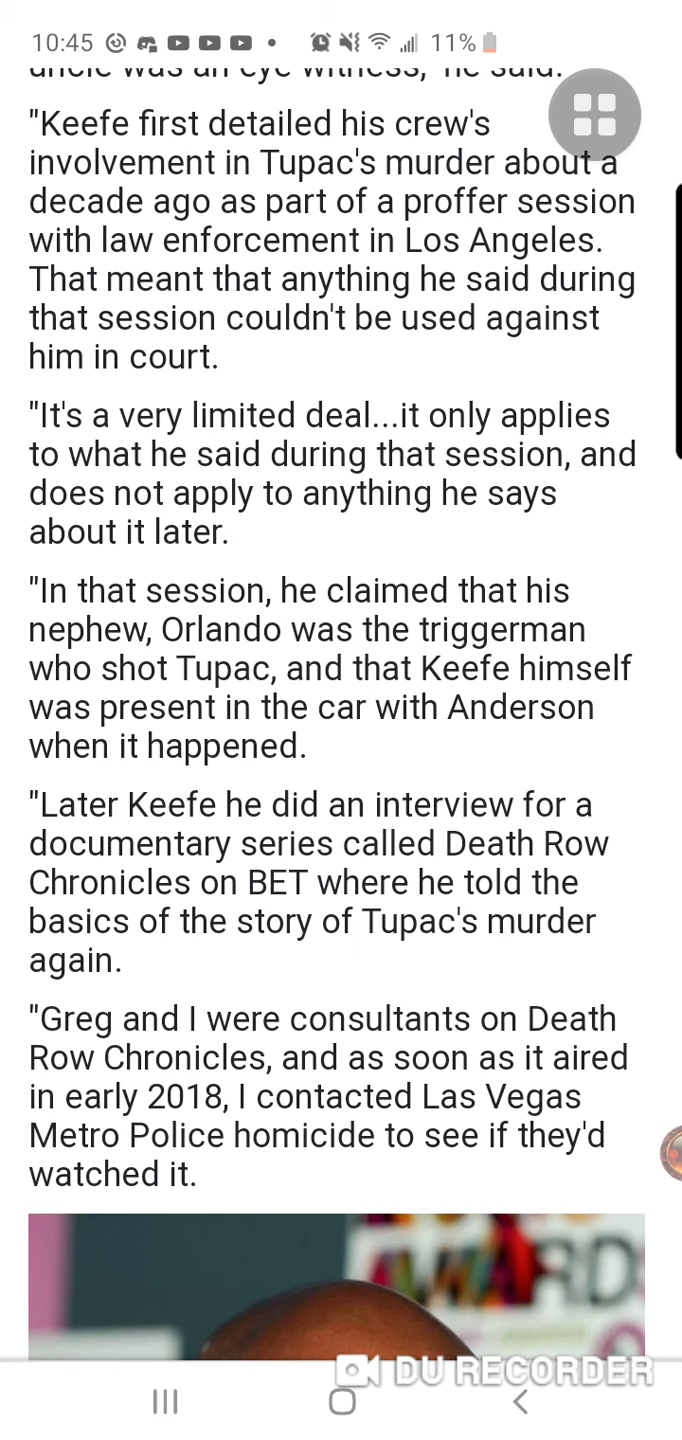 10:45 11%
uncle was an eye witness," he said.
"Keefe first detailed his crew's
involvement in Tupac's murder about a
decade ago as part of a proffer session
with law enforcement in Los Angeles.
That meant that anything he said during
that session couldn't be used against
him in court.
"It's a very limited deal...it only applies
to what he said during that session, and
does not apply to anything he says
about it later.
"In that session, he claimed that his
nephew, Orlando was the triggerman
who shot Tupac, and that Keefe himself
was present in the car with Anderson
when it happened.
"Later Keefe he did an interview for a
documentary series called Death Row
Chronicles on BET where he told the
basics of the story of Tupac's murder
again.
"Greg and I were consultants on Death
Row Chronicles, and as soon as it aired
in early 2018, I contacted Las Vegas
Metro Police homicide to see if they'd
watched it.
DU RECORDER